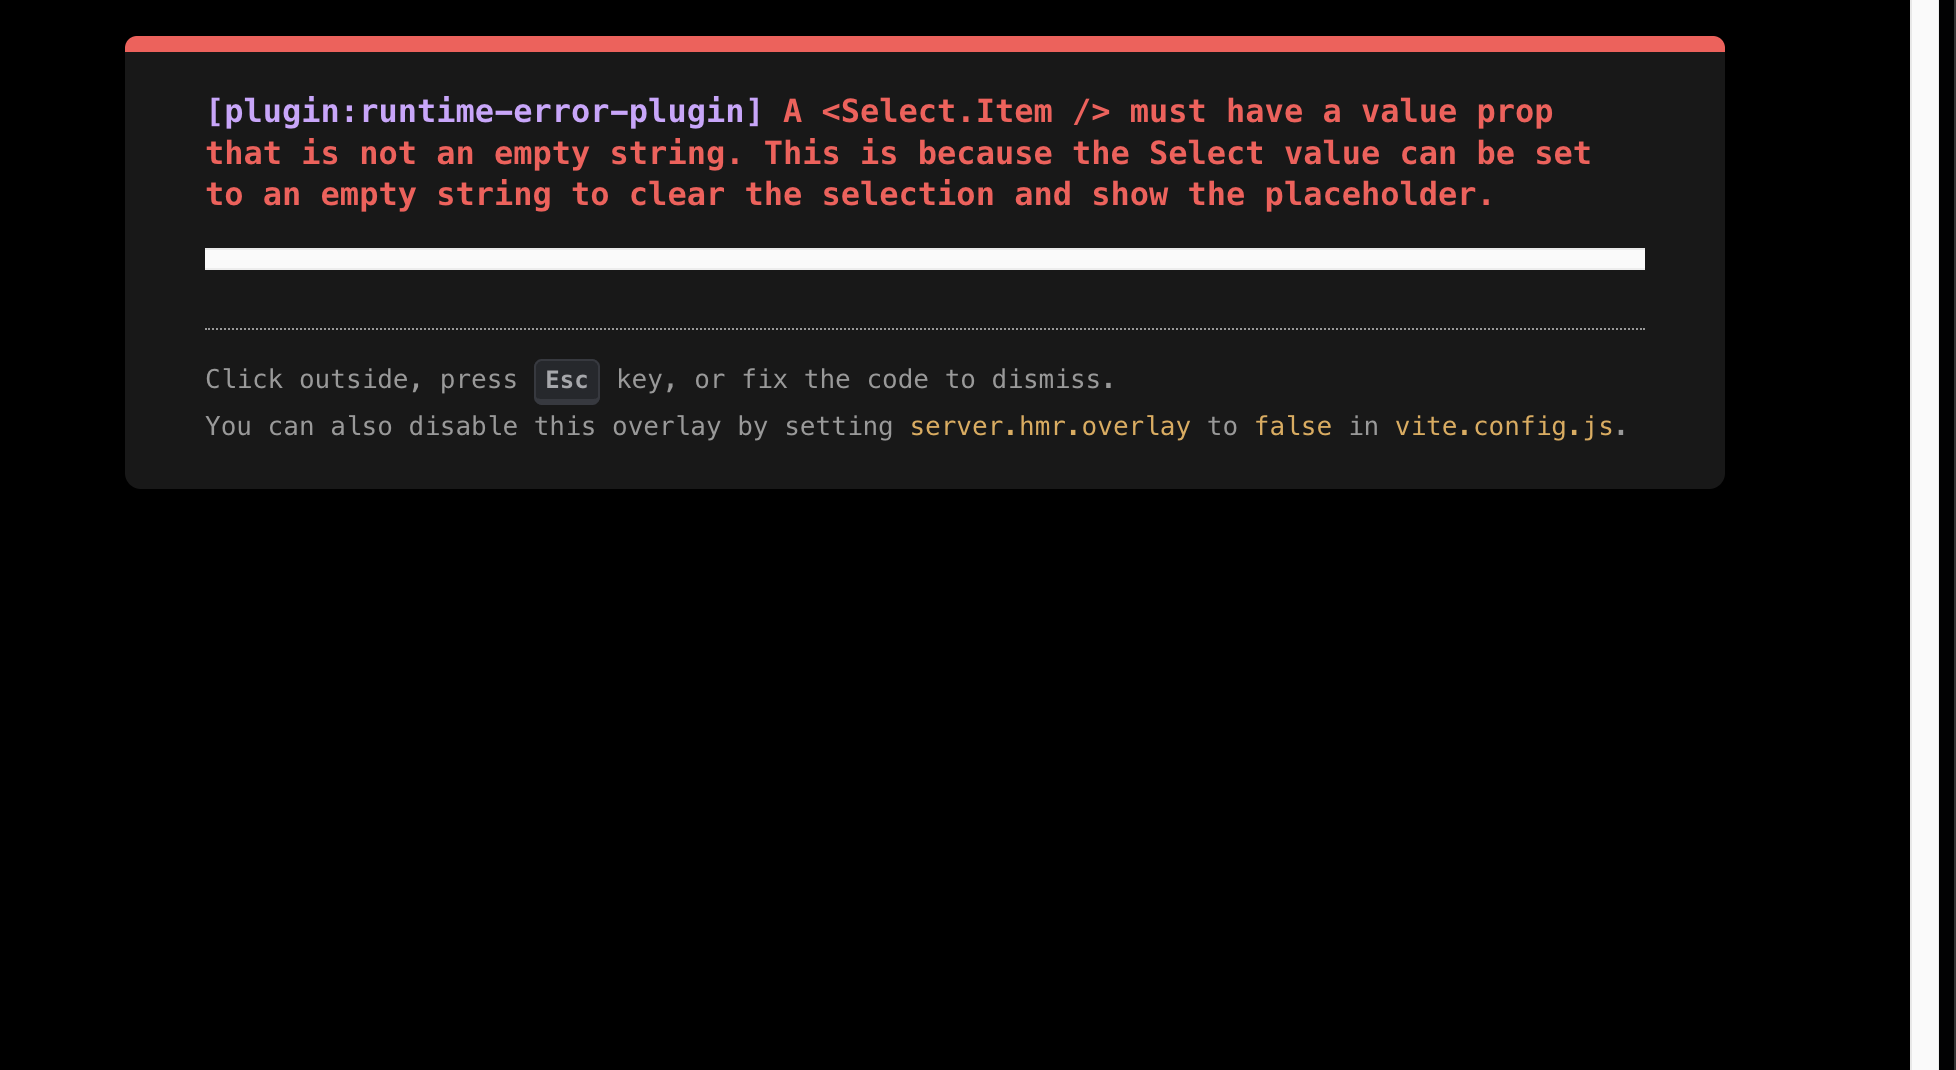 [plugin:runtime-error-plugin] A <Select.Item /> must have a value prop
that is not an empty string. This is because the Select value can be set
to an empty string to clear the selection and show the placeholder.
Click outside, press Esc key, or fix the code to dismiss.
You can also disable this overlay by setting server.hmr.overlay to false in vite.config.js.